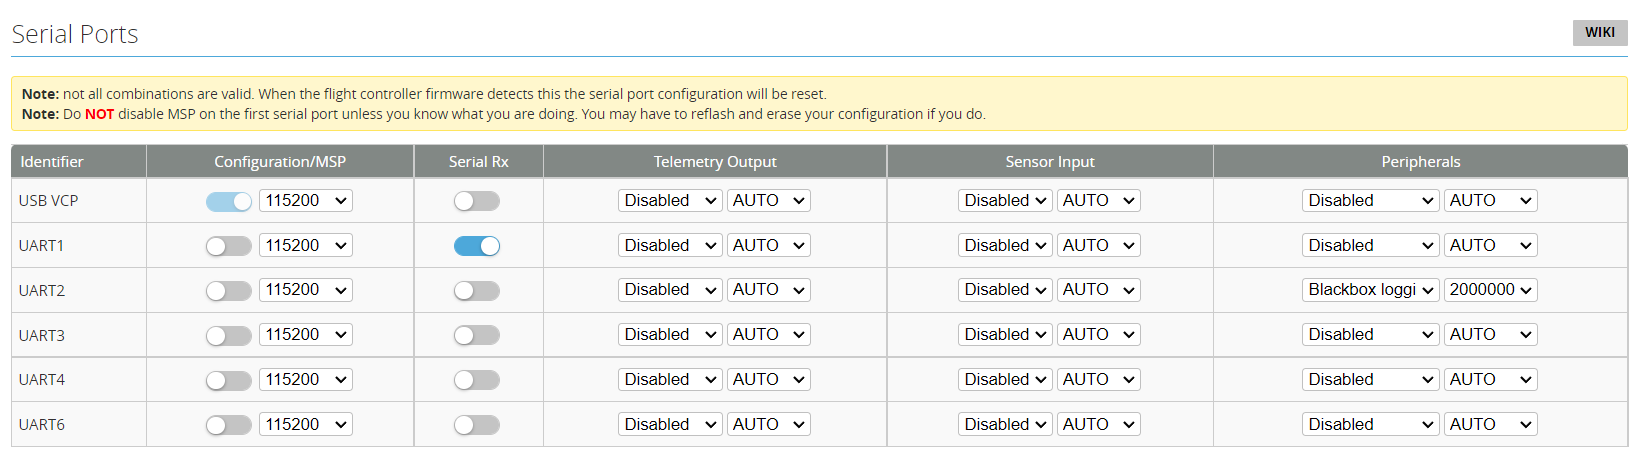 Serial Ports
WIKI
Note: not all combinations are valid. When the flight controller firmware detects this the serial port configuration will be reset.
Note: Do NOT disable MSP on the first serial port unless you know what you are doing. You may have to reflash and erase your configuration if you do.
Identifier Configuration/MSP Serial Rx Telemetry Output Sensor Input Peripherals
USB VCP 115200 Disabled AUTO Disabled AUTO Disabled AUTO
UART1 115200 Disabled AUTO Disabled AUTO Disabled AUTO
UART2 115200 Disabled AUTO Disabled AUTO Blackbox loggi 2000000
UART3 115200 Disabled AUTO Disabled AUTO Disabled AUTO
UART4 115200 Disabled AUTO Disabled AUTO Disabled AUTO
UART6 115200 Disabled AUTO Disabled AUTO Disabled AUTO